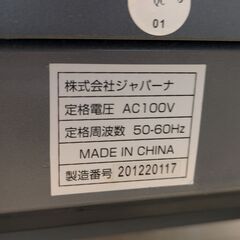 01
株式会社ジャパーナ
定格電圧 AC100V
定格周波数 50-60Hz
MADE IN CHINA
製造番号 201220117